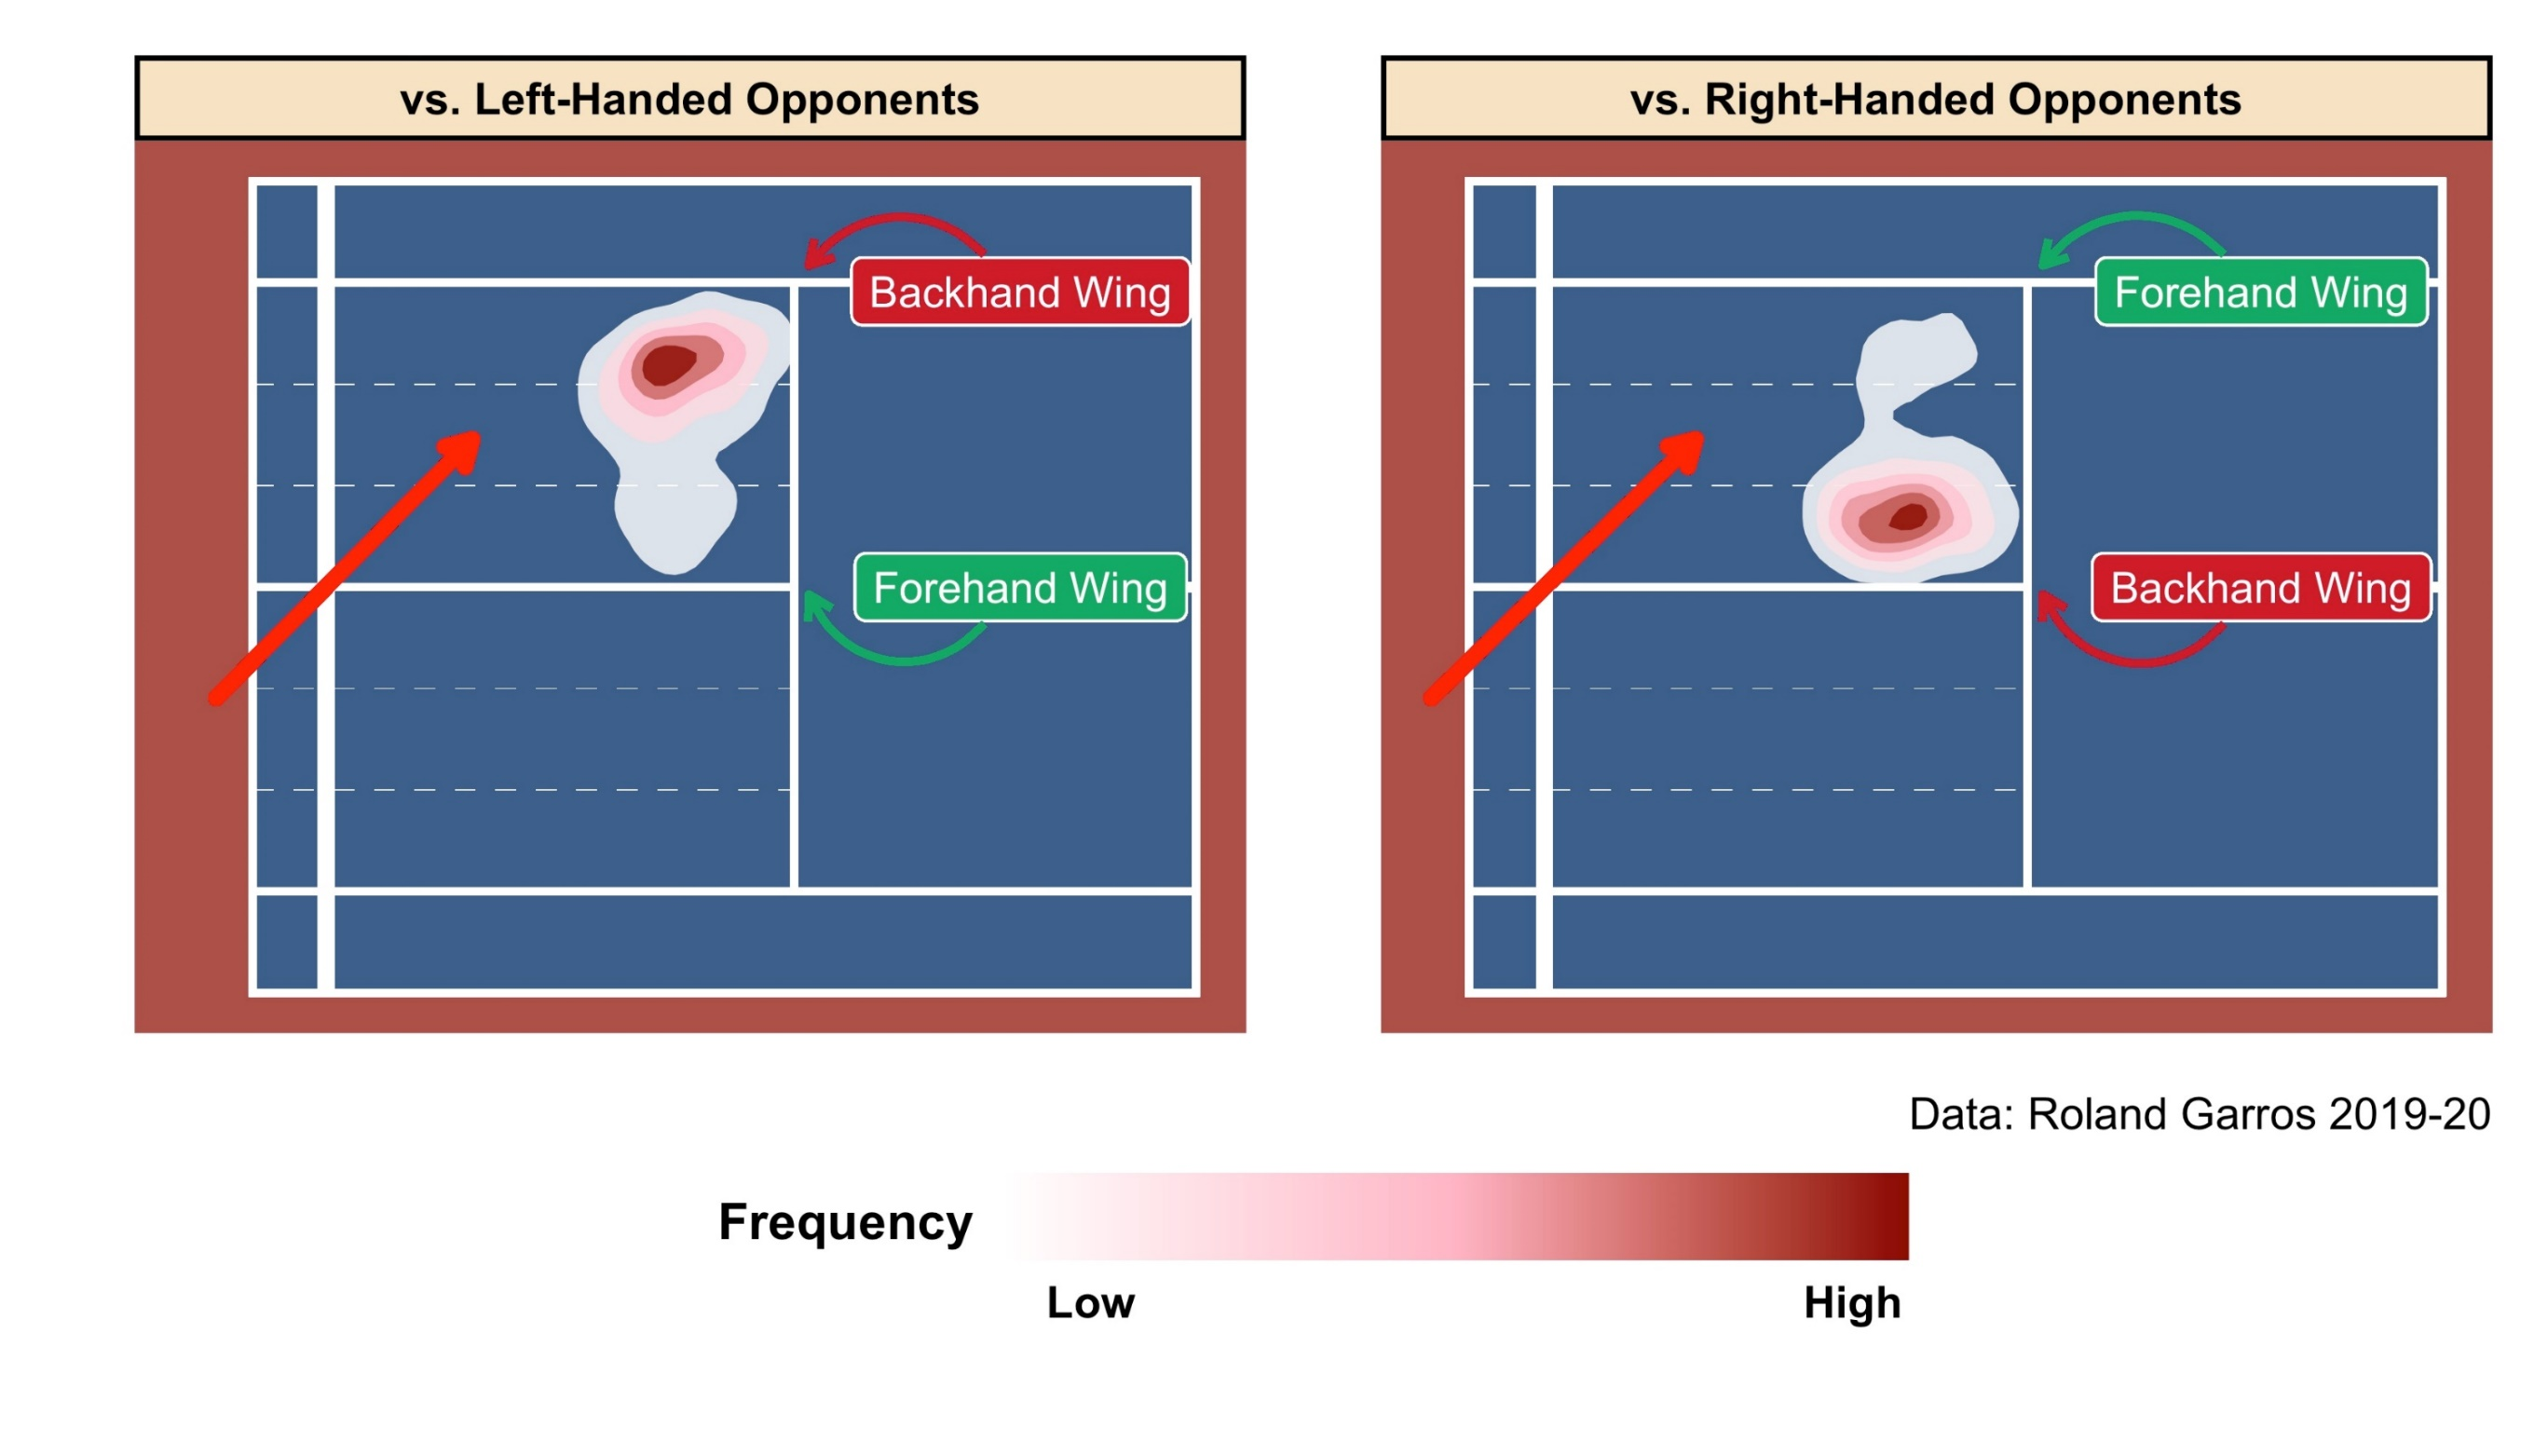 vs. Left-Handed Opponents
vs. Right-Handed Opponents
Backhand Wing
Forehand Wing
Forehand Wing
Backhand Wing
Data: Roland Garros 2019-20
Frequency
Low
High